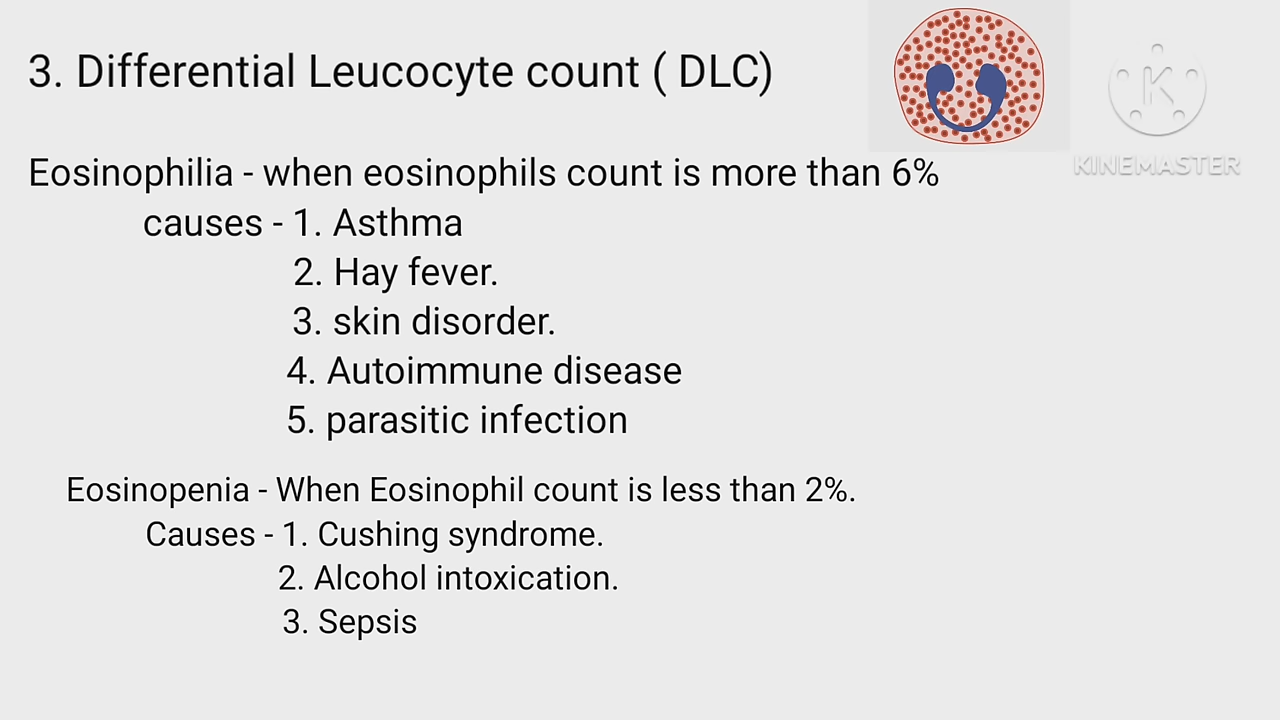 3. Differential Leucocyte count ( DLC)
K
KINEMASTER
Eosinophilia - when eosinophils count is more than 6%
causes - 1. Asthma
2. Hay fever.
3. skin disorder.
4. Autoimmune disease
5. parasitic infection
Eosinopenia - When Eosinophil count is less than 2%.
Causes - 1. Cushing syndrome.
2. Alcohol intoxication.
3. Sepsis